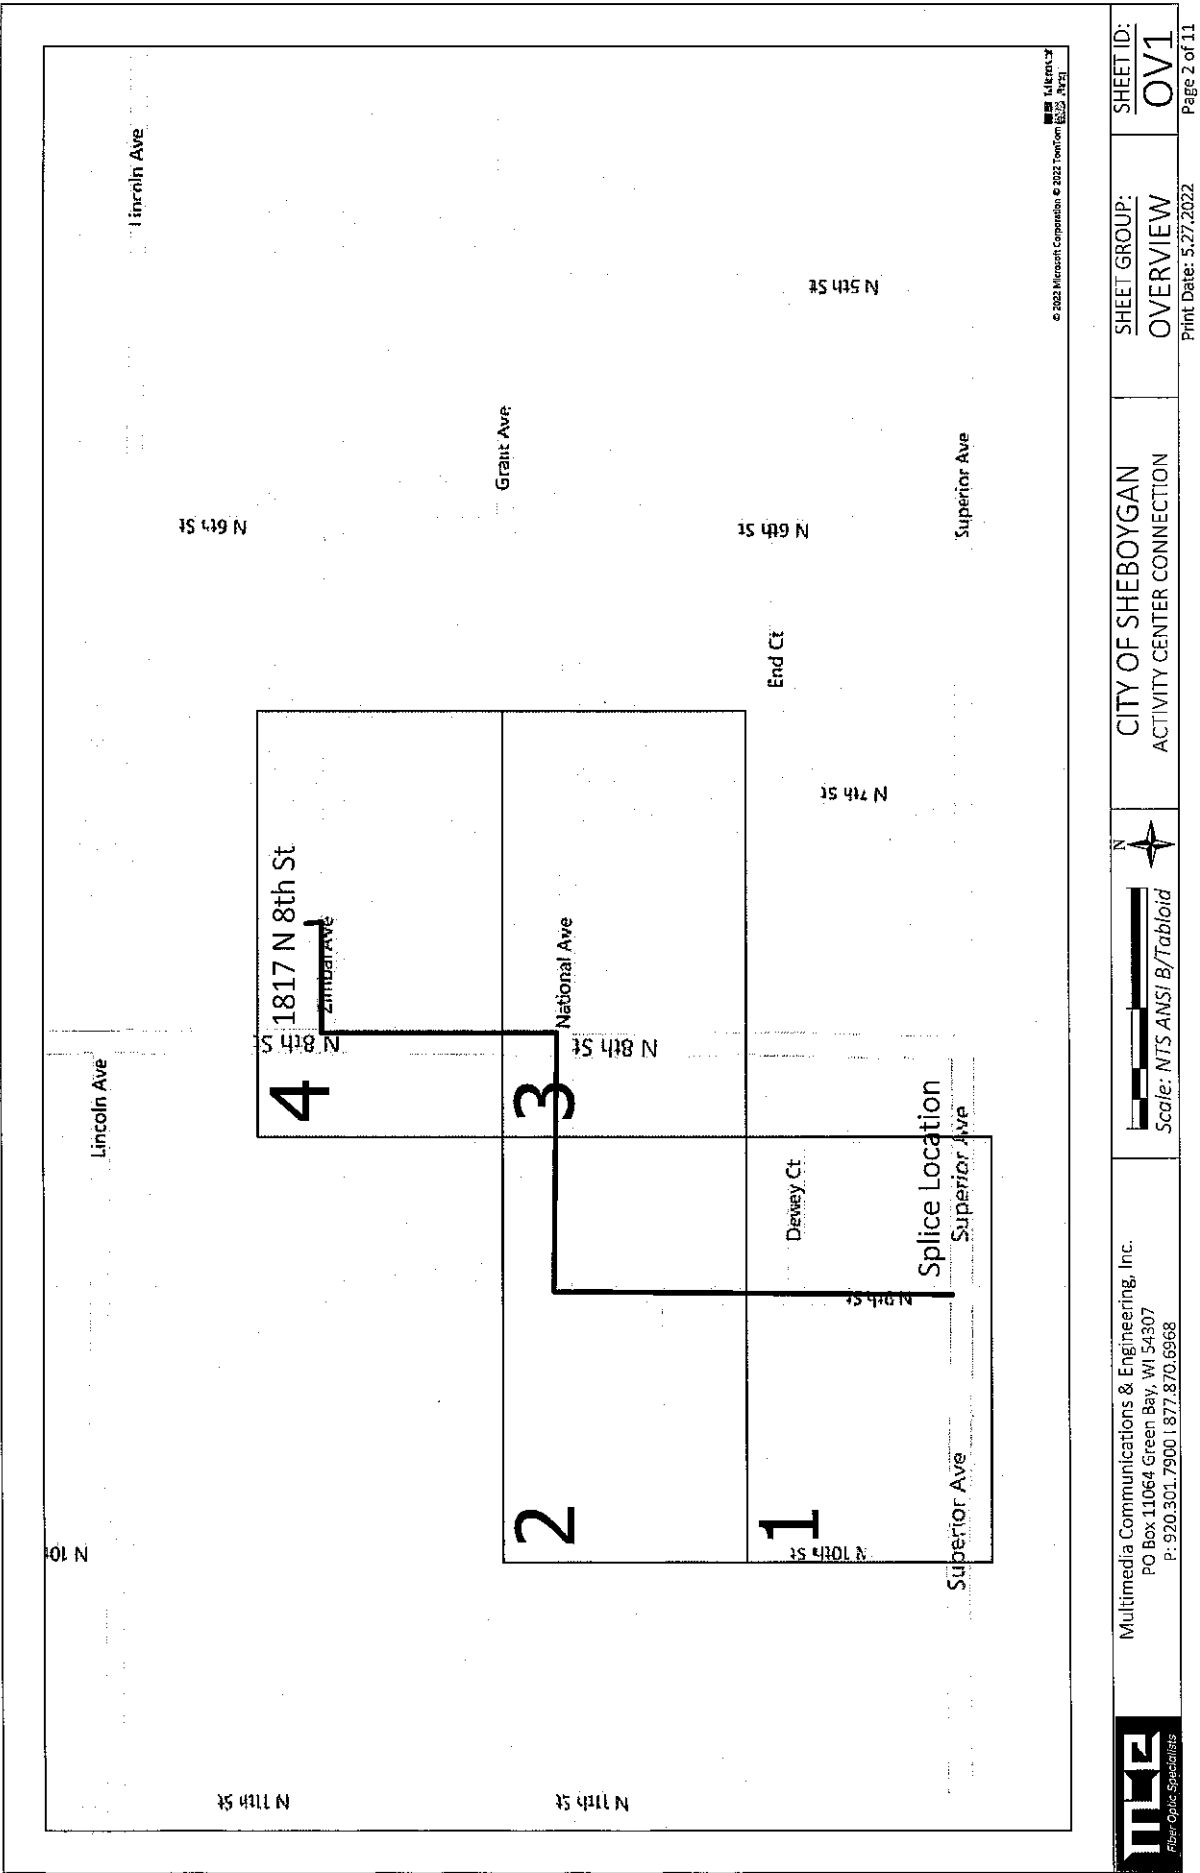 Lincoln Ave
Lincoln Ave
N 11th St
N 6th St
1817 N 8th St
N 8th St
4
Grant Ave
2
3
National Ave
N 8th St
N 11th St
N 6th St
N 5th St
End Ct
1
N 10th St
Dewey Ct
N 7th St
N 9th St
Splice Location
Superior Ave
Superior Ave
Superior Ave
© 2022 Microsoft Corporation © 2022 TomTom
Fiber Optic Specialists
Multimedia Communications & Engineering, Inc.
PO Box 11064 Green Bay, WI 54307
P: 920.301.7900 | 877.870.6968
Scale: NTS ANSI B/Tabloid
N
CITY OF SHEBOYGAN
ACTIVITY CENTER CONNECTION
SHEET GROUP:
OVERVIEW
SHEET ID:
OV1
Print Date: 5.27.2022
Page 2 of 11